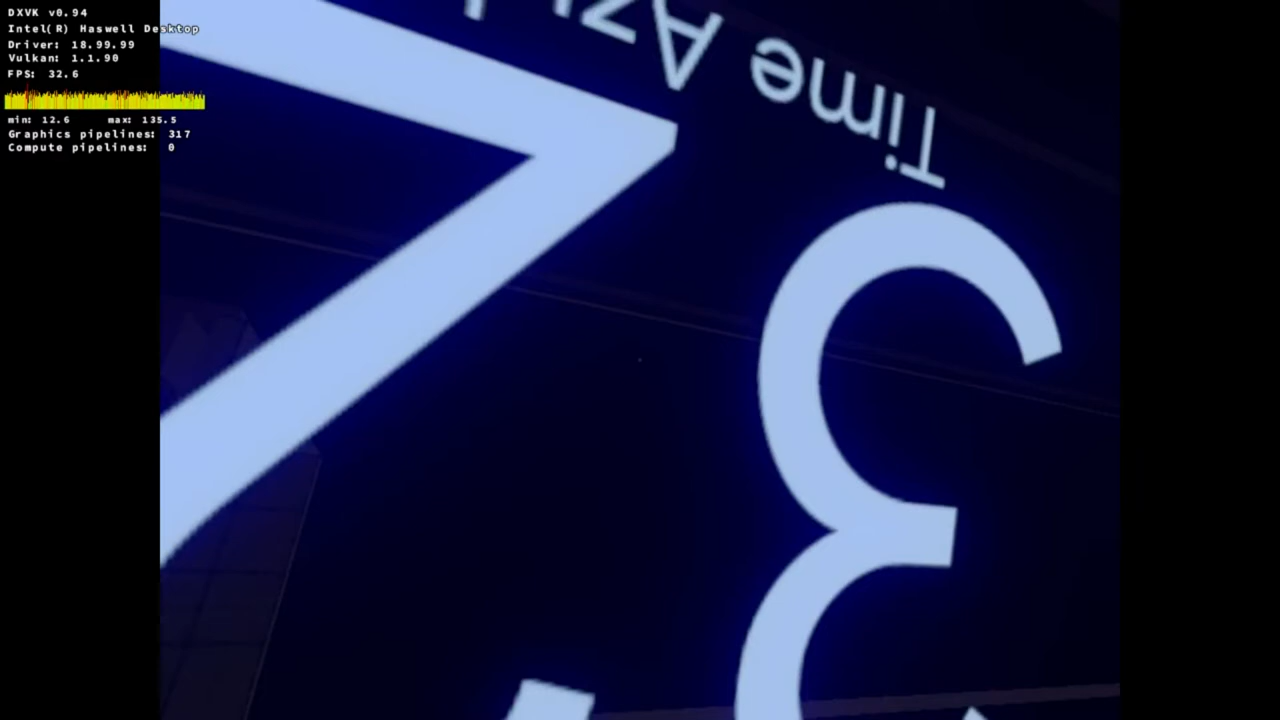 DXVK v0.94
Intel(R) Haswell Desktop
Driver: 18.99.99
Vulkan: 1.1.90
FPS: 32.6
min: 12.6 max: 135.5
Graphics pipelines: 317
Compute pipelines: 0
Time
32